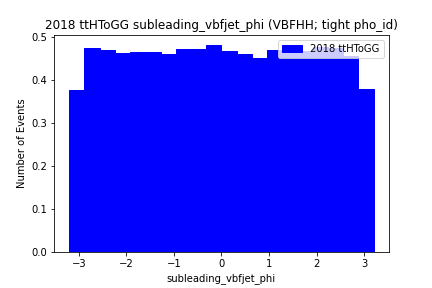 2018 ttHToGG subleading_vbfjet_phi (VBFHH; tight pho_id)
2018 ttHToGG
Number of Events
0.5
0.4
0.3
0.2
0.1
0.0
−3 −2 −1 0 1 2 3
subleading_vbfjet_phi